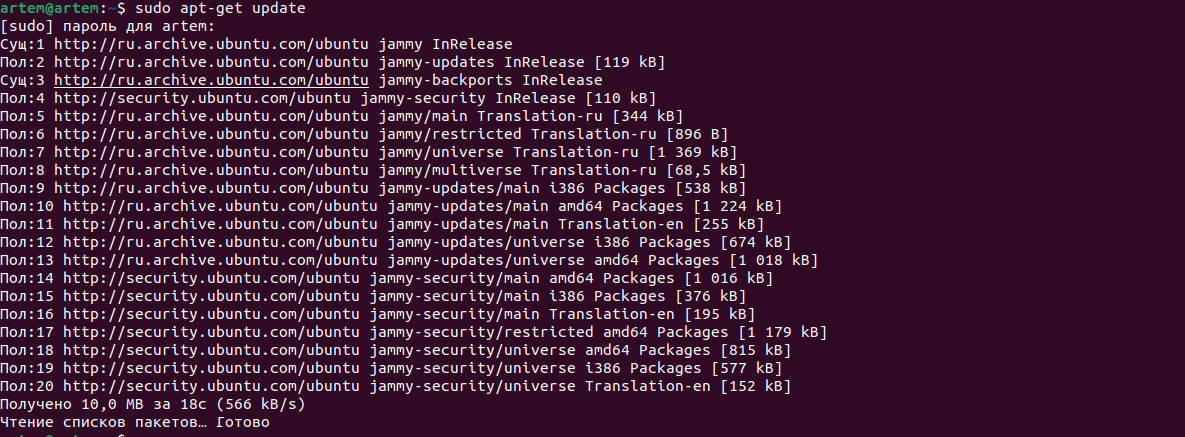 artem@artem:~$ sudo apt-get update
[sudo] пароль для artem:
Сущ:1 http://ru.archive.ubuntu.com/ubuntu jammy InRelease
Пол:2 http://ru.archive.ubuntu.com/ubuntu jammy-updates InRelease [119 kB]
Сущ:3 http://ru.archive.ubuntu.com/ubuntu jammy-backports InRelease
Пол:4 http://security.ubuntu.com/ubuntu jammy-security InRelease [110 kB]
Пол:5 http://ru.archive.ubuntu.com/ubuntu jammy/main Translation-ru [344 kB]
Пол:6 http://ru.archive.ubuntu.com/ubuntu jammy/restricted Translation-ru [896 B]
Пол:7 http://ru.archive.ubuntu.com/ubuntu jammy/universe Translation-ru [1 369 kB]
Пол:8 http://ru.archive.ubuntu.com/ubuntu jammy/multiverse Translation-ru [68,5 kB]
Пол:9 http://ru.archive.ubuntu.com/ubuntu jammy-updates/main i386 Packages [538 kB]
Пол:10 http://ru.archive.ubuntu.com/ubuntu jammy-updates/main amd64 Packages [1 224 kB]
Пол:11 http://ru.archive.ubuntu.com/ubuntu jammy-updates/main Translation-en [255 kB]
Пол:12 http://ru.archive.ubuntu.com/ubuntu jammy-updates/universe i386 Packages [674 kB]
Пол:13 http://ru.archive.ubuntu.com/ubuntu jammy-updates/universe amd64 Packages [1 018 kB]
Пол:14 http://security.ubuntu.com/ubuntu jammy-security/main amd64 Packages [1 016 kB]
Пол:15 http://security.ubuntu.com/ubuntu jammy-security/main i386 Packages [376 kB]
Пол:16 http://security.ubuntu.com/ubuntu jammy-security/main Translation-en [195 kB]
Пол:17 http://security.ubuntu.com/ubuntu jammy-security/restricted amd64 Packages [1 179 kB]
Пол:18 http://security.ubuntu.com/ubuntu jammy-security/universe amd64 Packages [815 kB]
Пол:19 http://security.ubuntu.com/ubuntu jammy-security/universe i386 Packages [577 kB]
Пол:20 http://security.ubuntu.com/ubuntu jammy-security/universe Translation-en [152 kB]
Получено 10,0 MB за 18с (566 kB/s)
Чтение списков пакетов… Готово